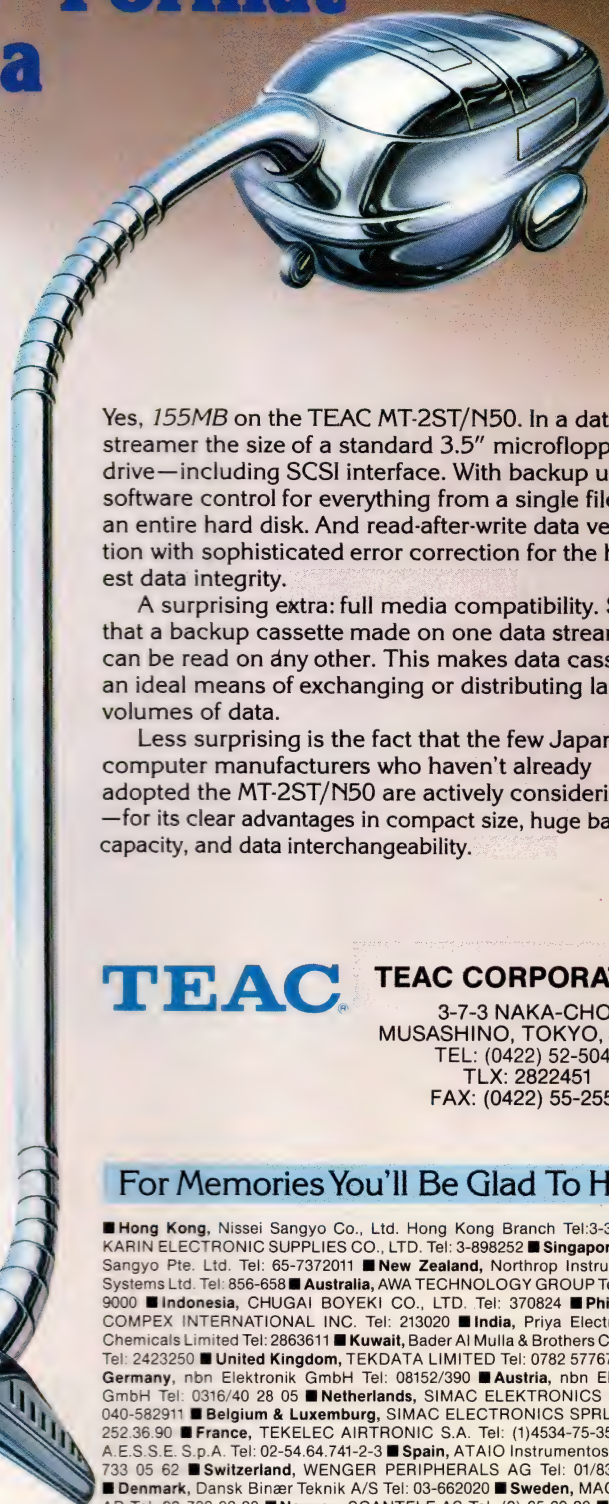 Format
a
Yes, 155MB on the TEAC MT-2ST/N50. In a dat
streamer the size of a standard 3.5" microflopp
drive—including SCSI interface. With backup u
software control for everything from a single file
an entire hard disk. And read-after-write data ve
tion with sophisticated error correction for the h
est data integrity.
A surprising extra: full media compatibility. S
that a backup cassette made on one data stream
can be read on any other. This makes data cass
an ideal means of exchanging or distributing la
volumes of data.
Less surprising is the fact that the few Japan
computer manufacturers who haven't already
adopted the MT-2ST/N50 are actively consideri
—for its clear advantages in compact size, huge ba
capacity, and data interchangeability.
TEAC® TEAC CORPORAT
3-7-3 NAKA-CHO
MUSASHINO, TOKYO,
TEL: (0422) 52-504
TLX: 2822451
FAX: (0422) 55-255
For Memories You'll Be Glad To H
■ Hong Kong, Nissei Sangyo Co., Ltd. Hong Kong Branch Tel:3-3
KARIN ELECTRONIC SUPPLIES CO., LTD. Tel: 3-898252 ■ Singapor
Sangyo Pte. Ltd. Tel: 65-7372011 ■ New Zealand, Northrop Instru
Systems Ltd. Tel: 856-658 ■ Australia, AWA TECHNOLOGY GROUP Te
9000 ■ Indonesia, CHUGAI BOYEKI CO., LTD. Tel: 370824 ■ Phi
COMPEX INTERNATIONAL INC. Tel: 213020 ■ India, Priya Electr
Chemicals Limited Tel: 2863611 ■ Kuwait, Bader Al Mulla & Brothers C
Tel: 2423250 ■ United Kingdom, TEKDATA LIMITED Tel: 0782 57767
Germany, nbn Elektronik GmbH Tel: 08152/390 ■ Austria, nbn El
GmbH Tel: 0316/40 28 05 ■ Netherlands, SIMAC ELEKTRONICS
040-582911 ■ Belgium & Luxemburg, SIMAC ELECTRONICS SPRL
252.36.90 ■ France, TEKELEC AIRTRONIC S.A. Tel: (1)4534-75-35
A.E.S.S.E. S.p.A. Tel: 02-54.64.741-2-3 ■ Spain, ATAIO Instrumentos
733 05 62 ■ Switzerland, WENGER PERIPHERALS AG Tel: 01/83
■ Denmark, Dansk Binær Teknik A/S Tel: 03-662020 ■ Sweden, MAC